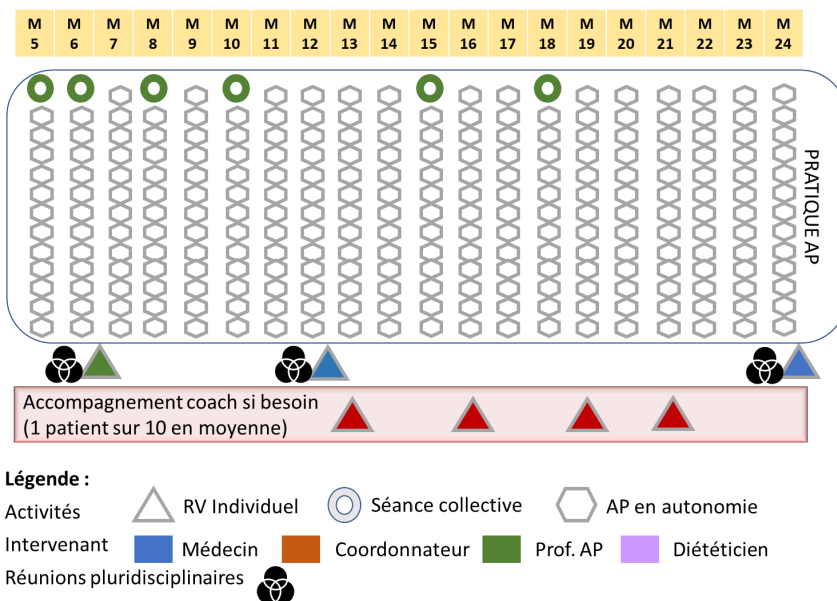 M M M M M M M M M M M M M M M M M M M M
5 6 7 8 9 10 11 12 13 14 15 16 17 18 19 20 21 22 23 24
PRATIQUE AP
Accompagnement coach si besoin
(1 patient sur 10 en moyenne)
Légende :
Activités RV Individuel Séance collective AP en autonomie
Intervenant Médecin Coordonnateur Prof. AP Diététicien
Réunions pluridisciplinaires